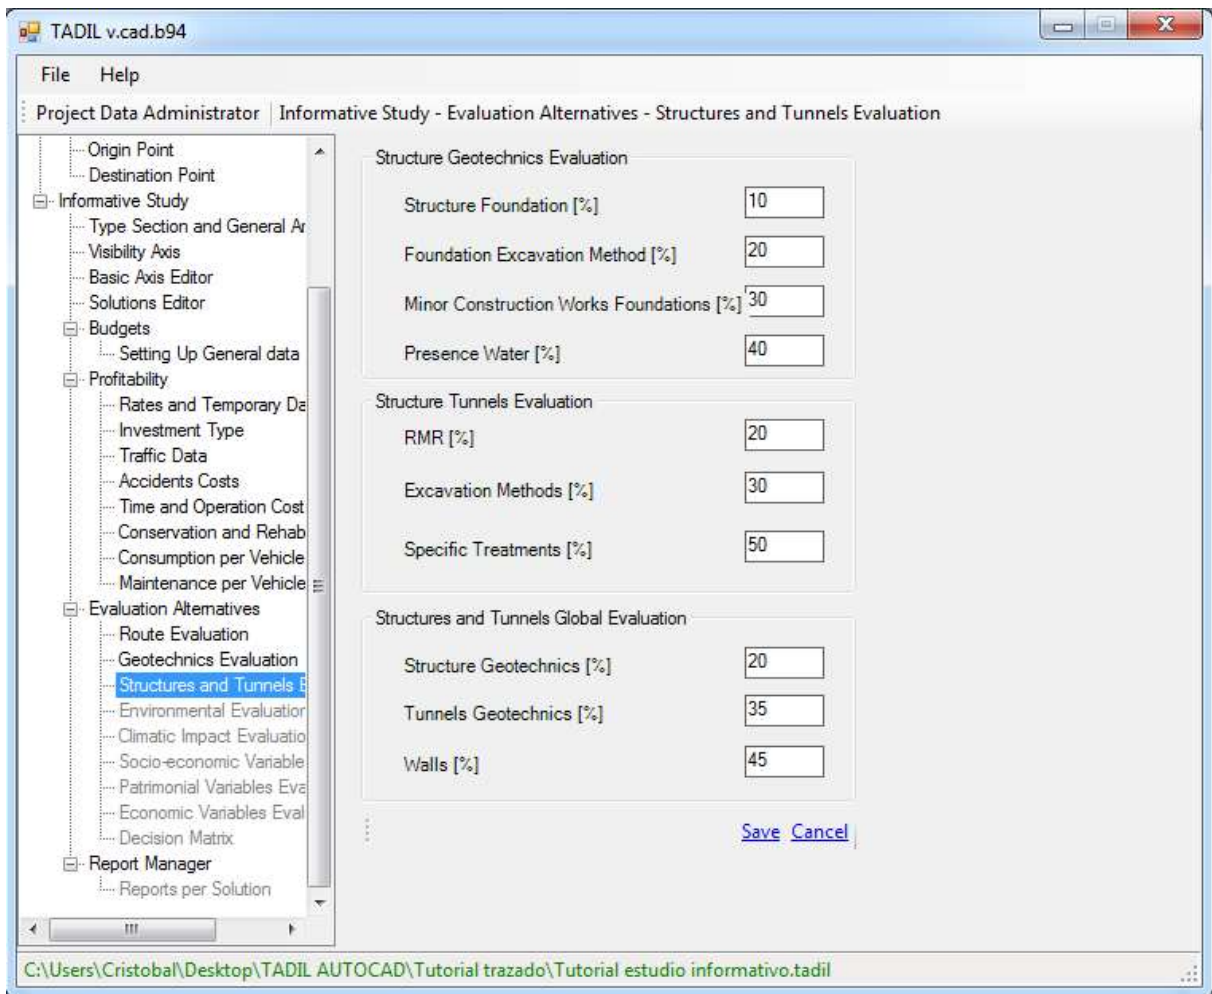 TADIL v.cad.b94
File Help
Project Data Administrator Informative Study - Evaluation Alternatives - Structures and Tunnels Evaluation
Origin Point
Destination Point
Informative Study
Type Section and General Ar
Visibility Axis
Basic Axis Editor
Solutions Editor
Budgets
Setting Up General data
Profitability
Rates and Temporary Da
Investment Type
Traffic Data
Accidents Costs
Time and Operation Cost
Conservation and Rehab
Consumption per Vehicle
Maintenance per Vehicle
Evaluation Alternatives
Route Evaluation
Geotechnics Evaluation
Structures and Tunnels E
Environmental Evaluation
Climatic Impact Evaluatio
Socio-economic Variable
Patrimonial Variables Eva
Economic Variables Eval
Decision Matrix
Report Manager
Reports per Solution
Structure Geotechnics Evaluation
Structure Foundation [%] 10
Foundation Excavation Method [%] 20
Minor Construction Works Foundations [%] 30
Presence Water [%] 40
Structure Tunnels Evaluation
RMR [%] 20
Excavation Methods [%] 30
Specific Treatments [%] 50
Structures and Tunnels Global Evaluation
Structure Geotechnics [%] 20
Tunnels Geotechnics [%] 35
Walls [%] 45
Save Cancel
C:\Users\Cristobal\Desktop\TADIL AUTOCAD\Tutorial trazado\Tutorial estudio informativo.tadil